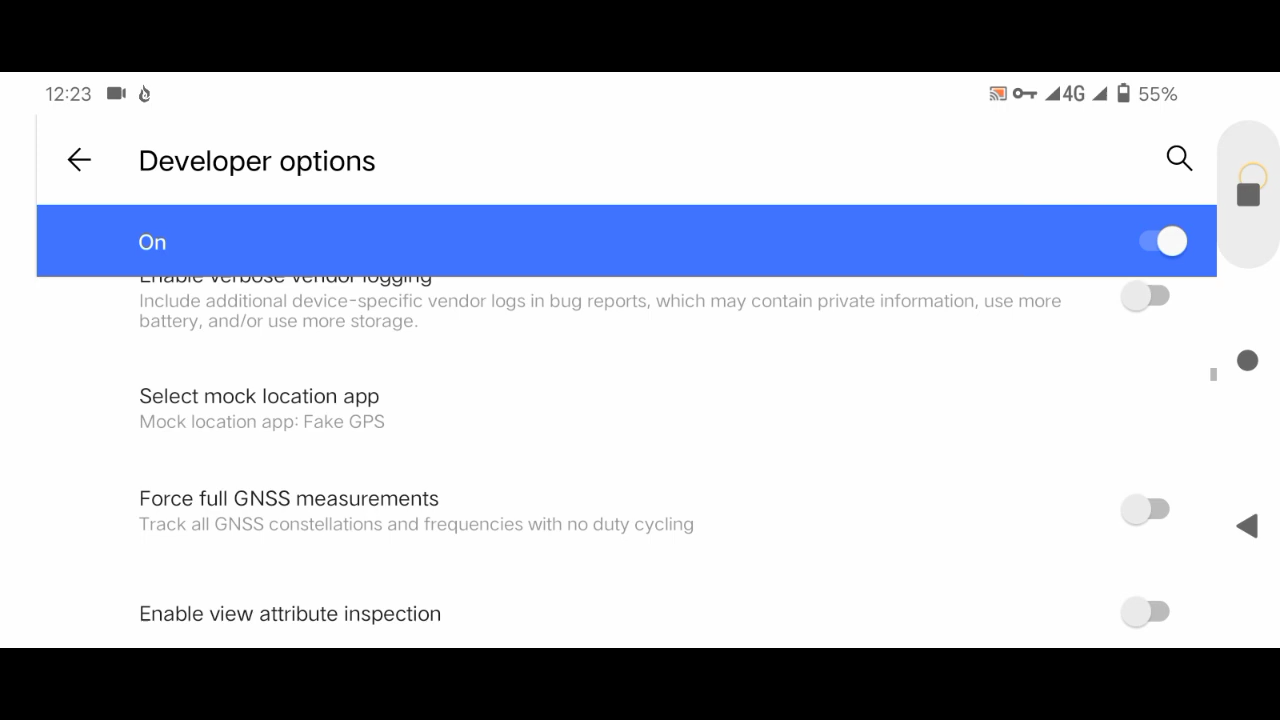 12:23 4G 55%
Developer options
On
Enable verbose vendor logging
Include additional device-specific vendor logs in bug reports, which may contain private information, use more
battery, and/or use more storage.
Select mock location app
Mock location app: Fake GPS
Force full GNSS measurements
Track all GNSS constellations and frequencies with no duty cycling
Enable view attribute inspection